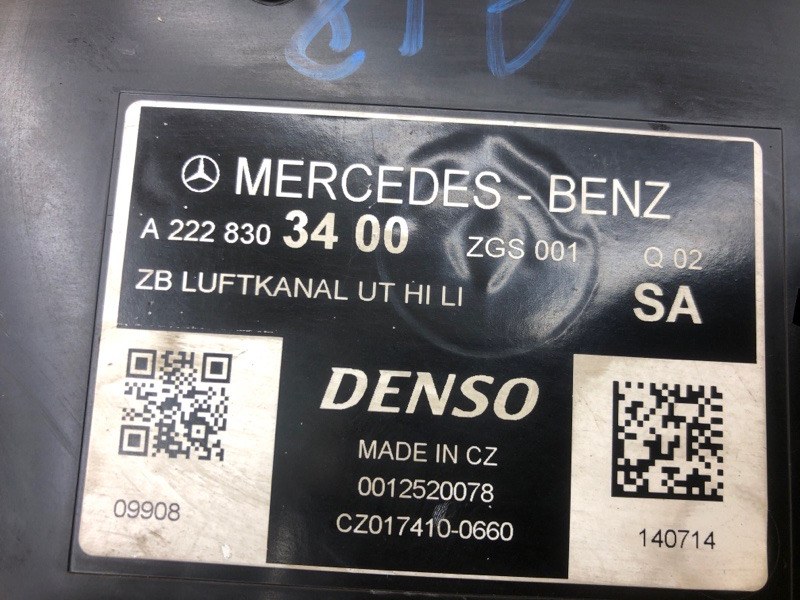 MERCEDES - BENZ
A 222 830 34 00 ZGS 001 Q 02
ZB LUFTKANAL UT HI LI SA
DENSO
MADE IN CZ
0012520078
CZ017410-0660
09908
140714